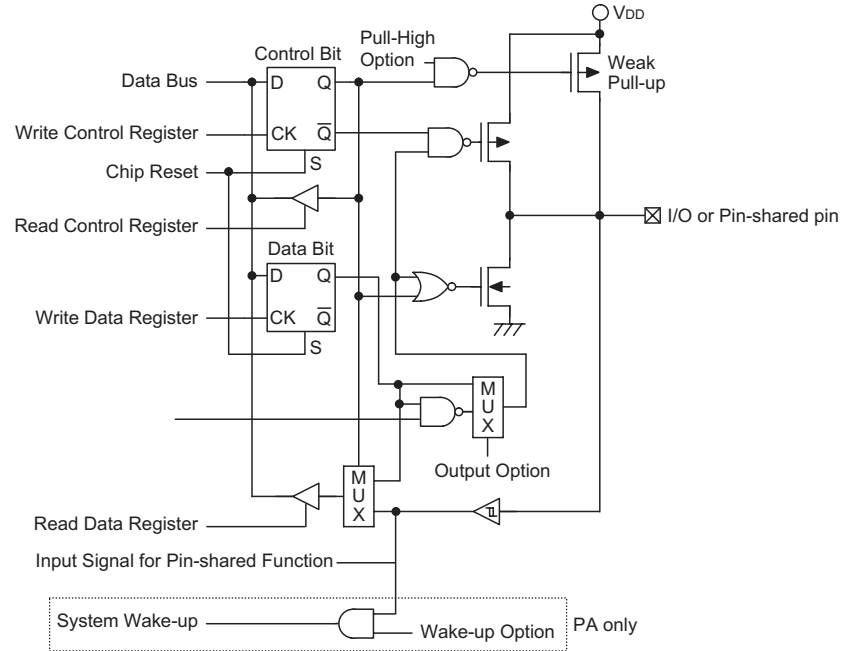 VDD
Control Bit
Pull-High
Option
Weak
Pull-up
Data Bus
D
Q
Write Control Register
CK
Q̅
Chip Reset
S
Read Control Register
I/O or Pin-shared pin
Data Bit
D
Q
Write Data Register
CK
Q̅
S
MUX
Output Option
MUX
Read Data Register
Input Signal for Pin-shared Function
System Wake-up
Wake-up Option
PA only